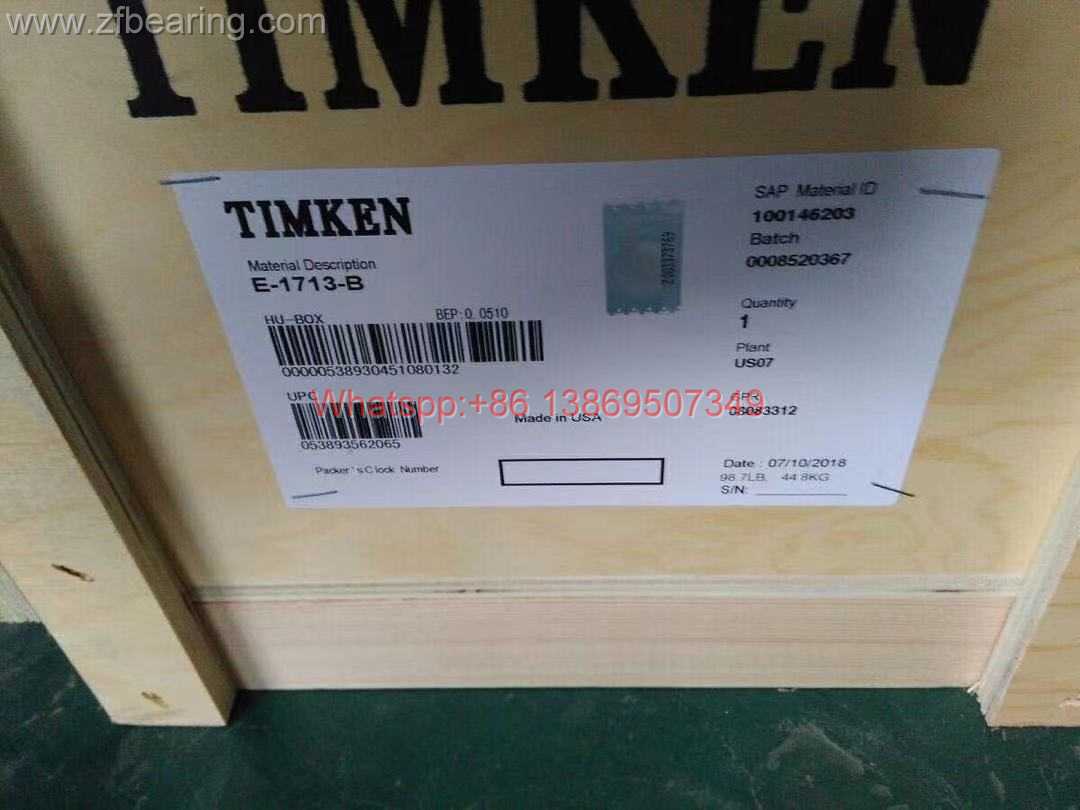 www.zfbearing.com
TIMKEN
TIMKEN
SAP Material ID
100146203
Batch
0008520367
Material Description
E-1713-B
HU-BOX
BEP:0.0510
00000538930451080132
Quantity
1
Plant
US07
UPC
053893562065
Whatspp:+86 13869507349
Made in USA
08083312
Packer's Clock Number
Date : 07/10/2018
98.7LB. 44.8KG
S/N: